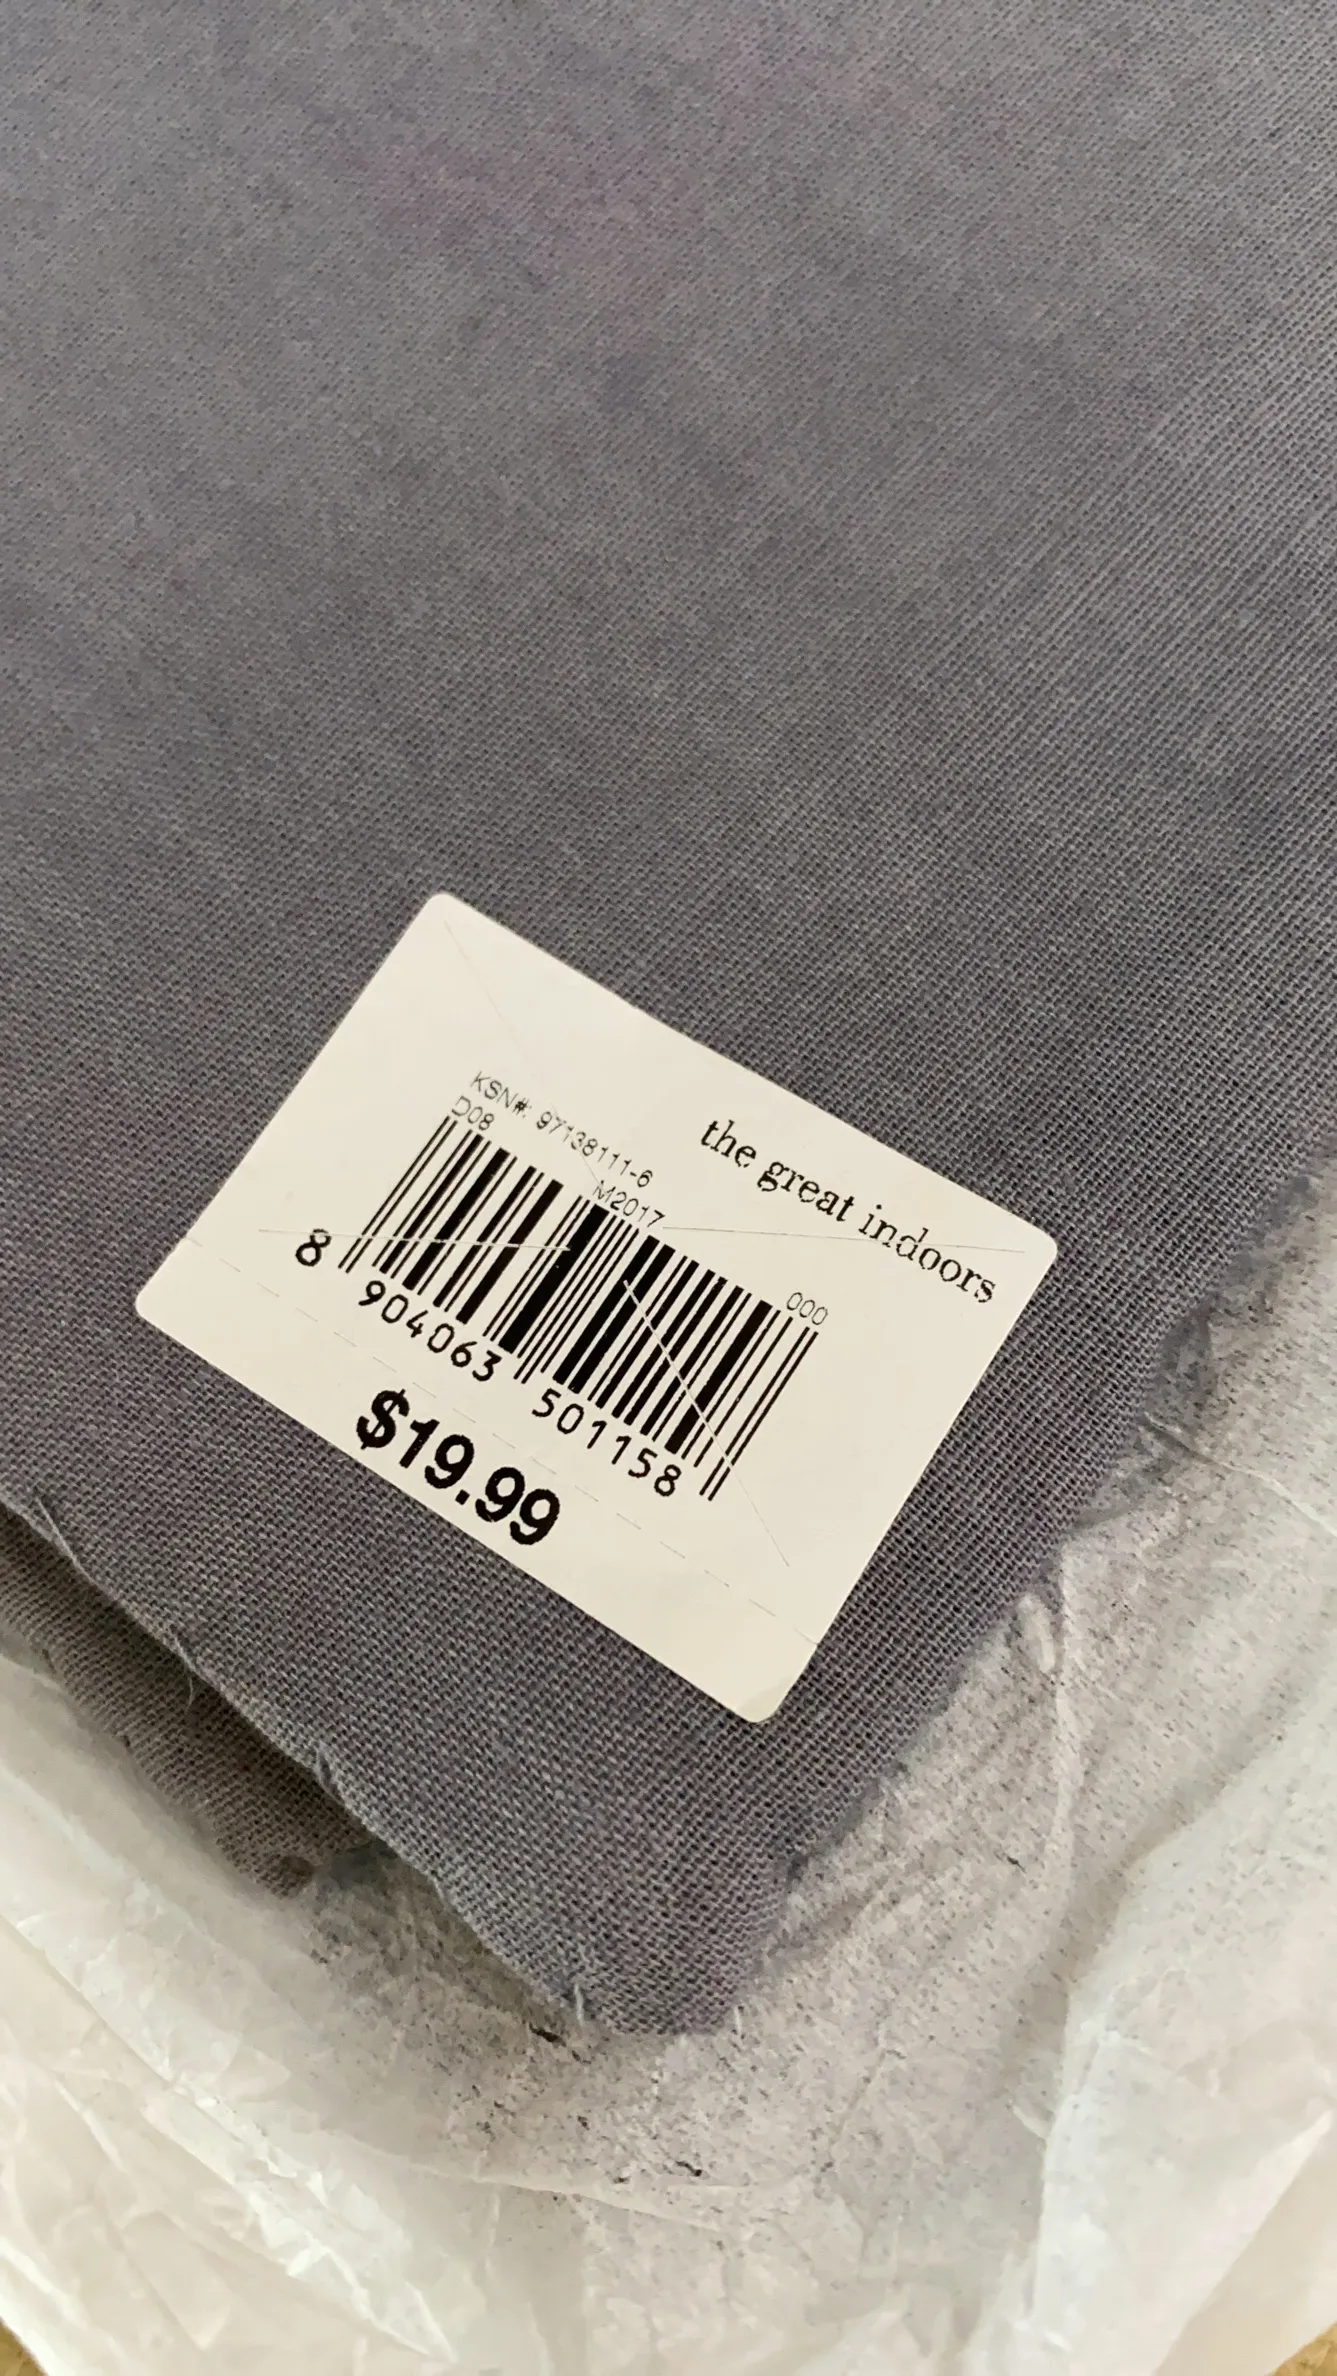 the great indoors
KSN#: 97138111-6
D08 M2017 000
8 904063 501158
$19.99